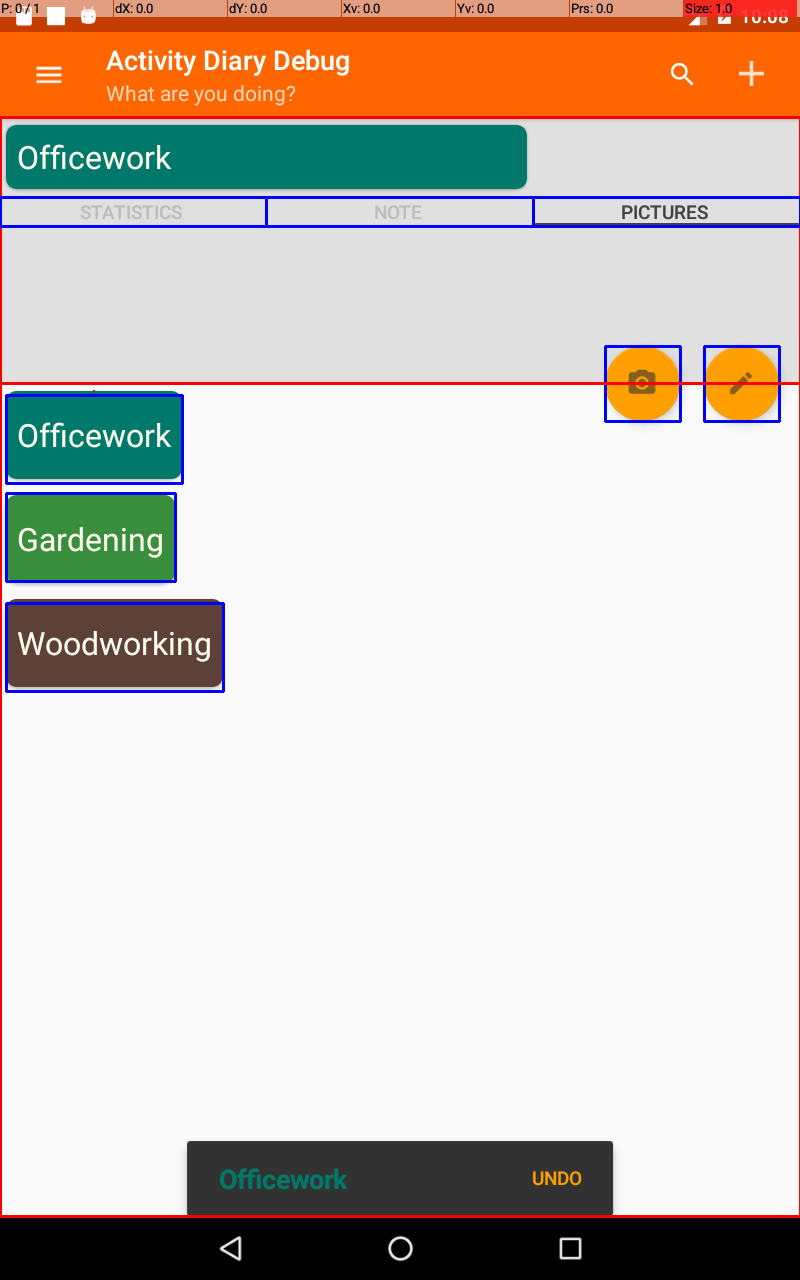 P: 0 / 1 dX: 0.0 dY: 0.0 Xv: 0.0 Yv: 0.0 Prs: 0.0 Size: 1.0
10:08
Activity Diary Debug
What are you doing?
Officework
STATISTICS NOTE PICTURES
Officework
Gardening
Woodworking
Officework UNDO